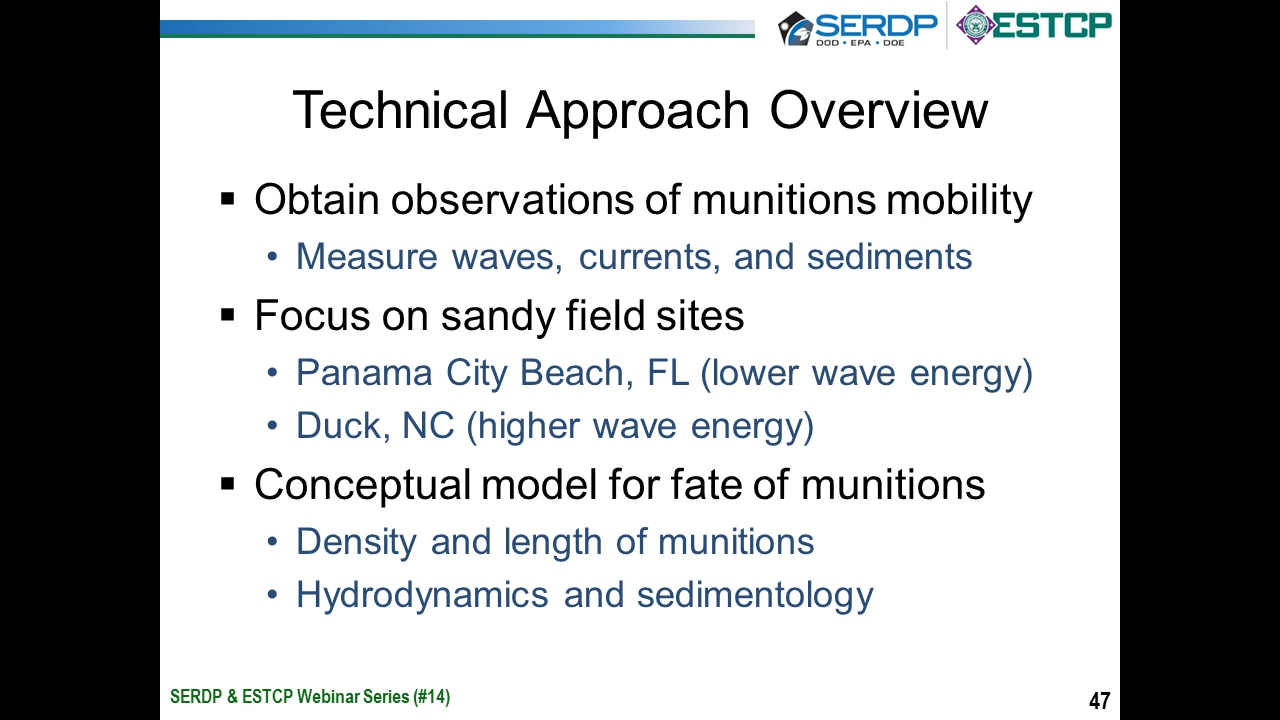 SERDP
DOD • EPA • DOE
ESTCP
Technical Approach Overview
▪ Obtain observations of munitions mobility
• Measure waves, currents, and sediments
▪ Focus on sandy field sites
• Panama City Beach, FL (lower wave energy)
• Duck, NC (higher wave energy)
▪ Conceptual model for fate of munitions
• Density and length of munitions
• Hydrodynamics and sedimentology
SERDP & ESTCP Webinar Series (#14)
47